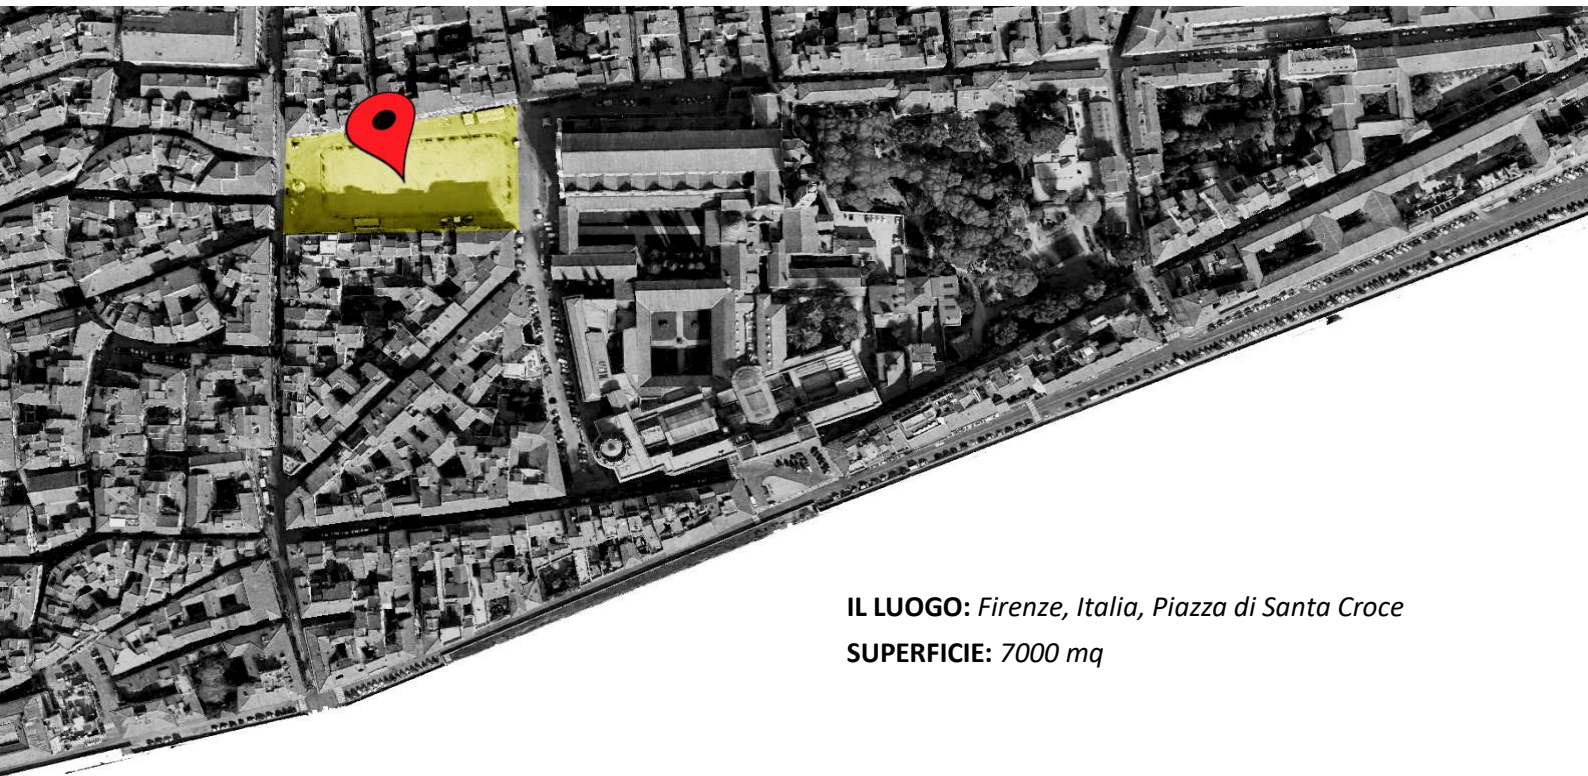 IL LUOGO: Firenze, Italia, Piazza di Santa Croce
SUPERFICIE: 7000 mq